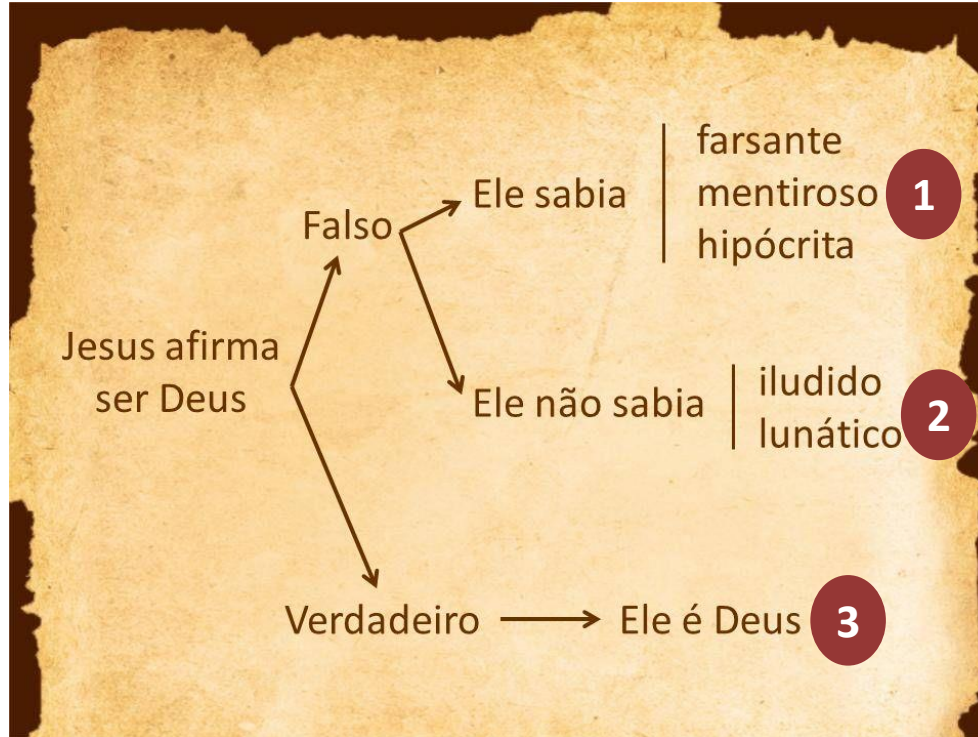 farsante
Ele sabia
mentiroso
1
Falso
hipócrita
Jesus afirma
ser Deus
Ele não sabia
iludido
lunático
2
Verdadeiro
Ele é Deus
3